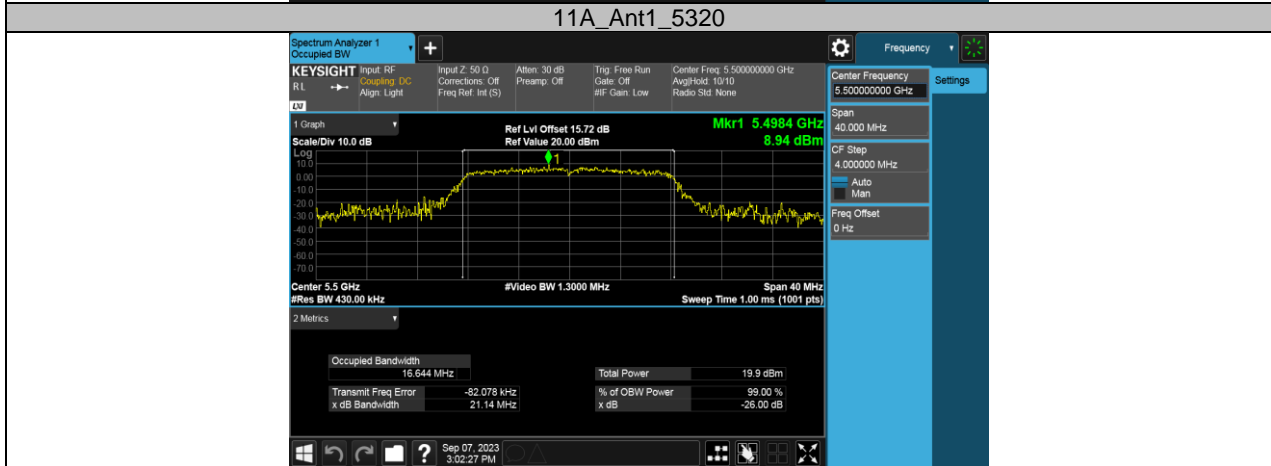 11A_Ant1_5320
Spectrum Analyzer 1
Occupied BW
+
Frequency
KEYSIGHT
RL
LXI
Input: RF
Coupling: DC
Align: Light
Input Z: 50 Ω
Corrections: Off
Freq Ref: Int (S)
Atten: 30 dB
Preamp: Off
Trig: Free Run
Gate: Off
#IF Gain: Low
Center Freq: 5.500000000 GHz
Avg|Hold: 10/10
Radio Std: None
Center Frequency
5.500000000 GHz
Settings
Span
40.000 MHz
CF Step
4.000000 MHz
Auto
Man
Freq Offset
0 Hz
1 Graph
Scale/Div 10.0 dB
Ref Lvl Offset 15.72 dB
Ref Value 20.00 dBm
Mkr1 5.4984 GHz
8.94 dBm
Log
1
10.0
0.00
-10.0
-20.0
-30.0
-40.0
-50.0
-60.0
-70.0
Center 5.5 GHz
#Res BW 430.00 kHz
#Video BW 1.3000 MHz
Span 40 MHz
Sweep Time 1.00 ms (1001 pts)
2 Metrics
Occupied Bandwidth
16.644 MHz
Total Power 19.9 dBm
Transmit Freq Error -82.078 kHz
% of OBW Power 99.00 %
x dB Bandwidth 21.14 MHz
x dB -26.00 dB
?
Sep 07, 2023
3:02:27 PM